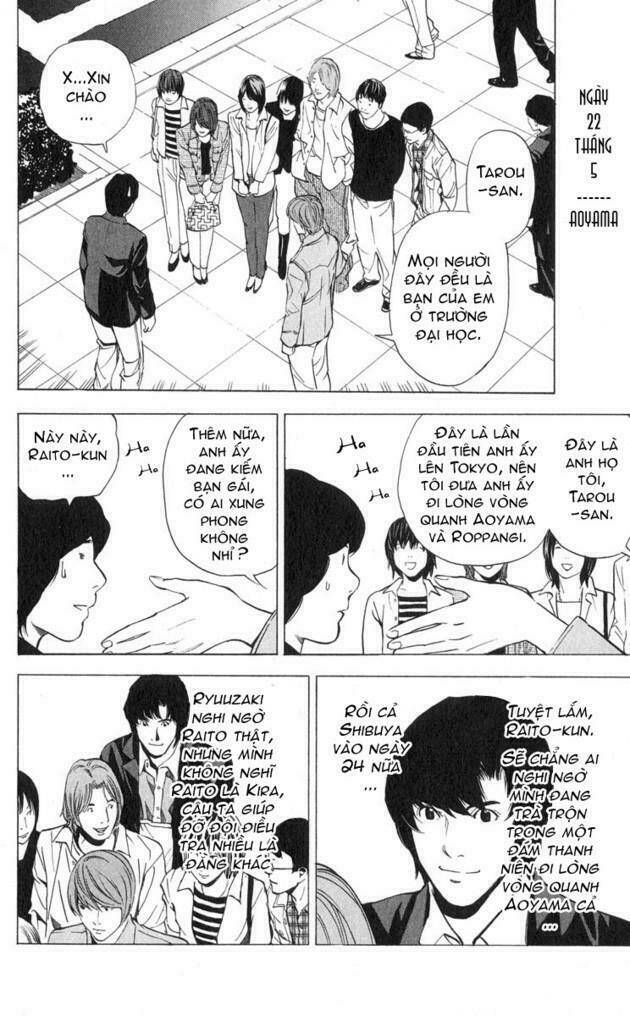 NGÀY
22
THÁNG
5
------
AOYAMA
TAROU
-SAN.
MỌI NGƯỜI
ĐÂY ĐỀU LÀ
BẠN CỦA EM
Ở TRƯỜNG
ĐẠI HỌC.
X...XIN
CHÀO
...
ĐÂY LÀ
ANH HỌ
TÔI,
TAROU-
SAN.
ĐÂY LÀ LẦN
ĐẦU TIÊN ANH ẤY
LÊN TOKYO, NÊN
TÔI ĐƯA ANH ẤY
ĐI LÒNG VÒNG
QUANH AOYAMA
VÀ ROPPANGI.
Ha
Ha
Ha
THÊM NỮA,
ANH ẤY
ĐANG KIẾM
BẠN GÁI,
CÓ AI XUNG
PHONG
KHÔNG
NHỈ?
Ha
Ha
NÀY NÀY,
RAITO-KUN
...
TUYỆT LẮM,
RAITO-KUN.
SẼ CHẲNG AI
NGHI NGỜ
MÌNH ĐANG
TRÀ TRỘN
TRONG MỘT
ĐÁM THANH
NIÊN ĐI LÒNG
VÒNG QUANH
AOYAMA CẢ
...
RỒI CẢ
SHIBUYA
VÀO NGÀY
24 NỮA
...
RYUUZAKI
NGHI NGỜ
RAITO THẬT,
NHƯNG MÌNH
KHÔNG NGHĨ
RAITO LÀ KIRA,
CẬU TA GIÚP
ĐỠ ĐỘI ĐIỀU
TRA NHIỀU LÀ
ĐẰNG KHÁC.